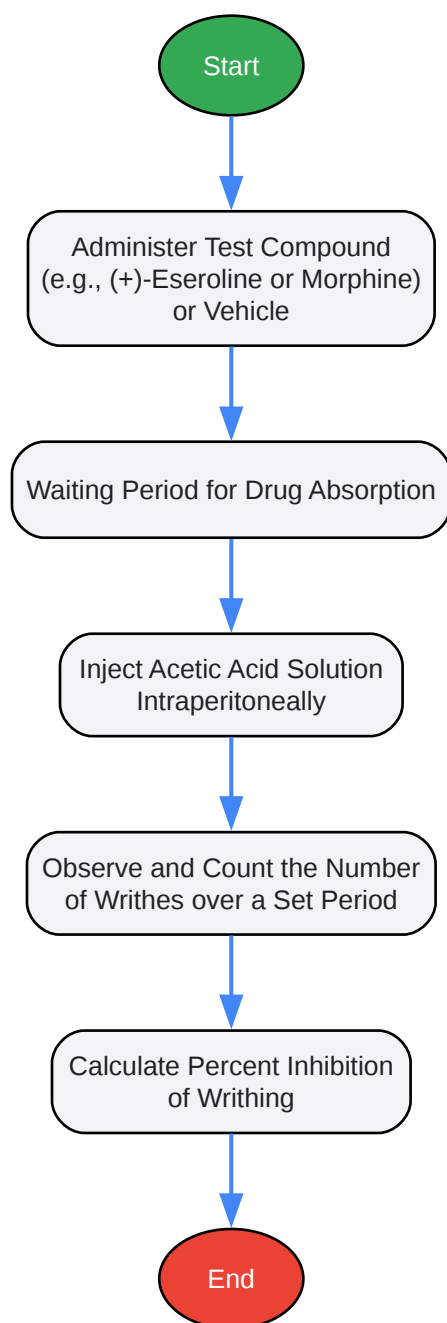 Start
Administer Test Compound
(e.g., (+)-Eseroline or Morphine)
or Vehicle
Waiting Period for Drug Absorption
Inject Acetic Acid Solution
Intraperitoneally
Observe and Count the Number
of Writhes over a Set Period
Calculate Percent Inhibition
of Writhing
End